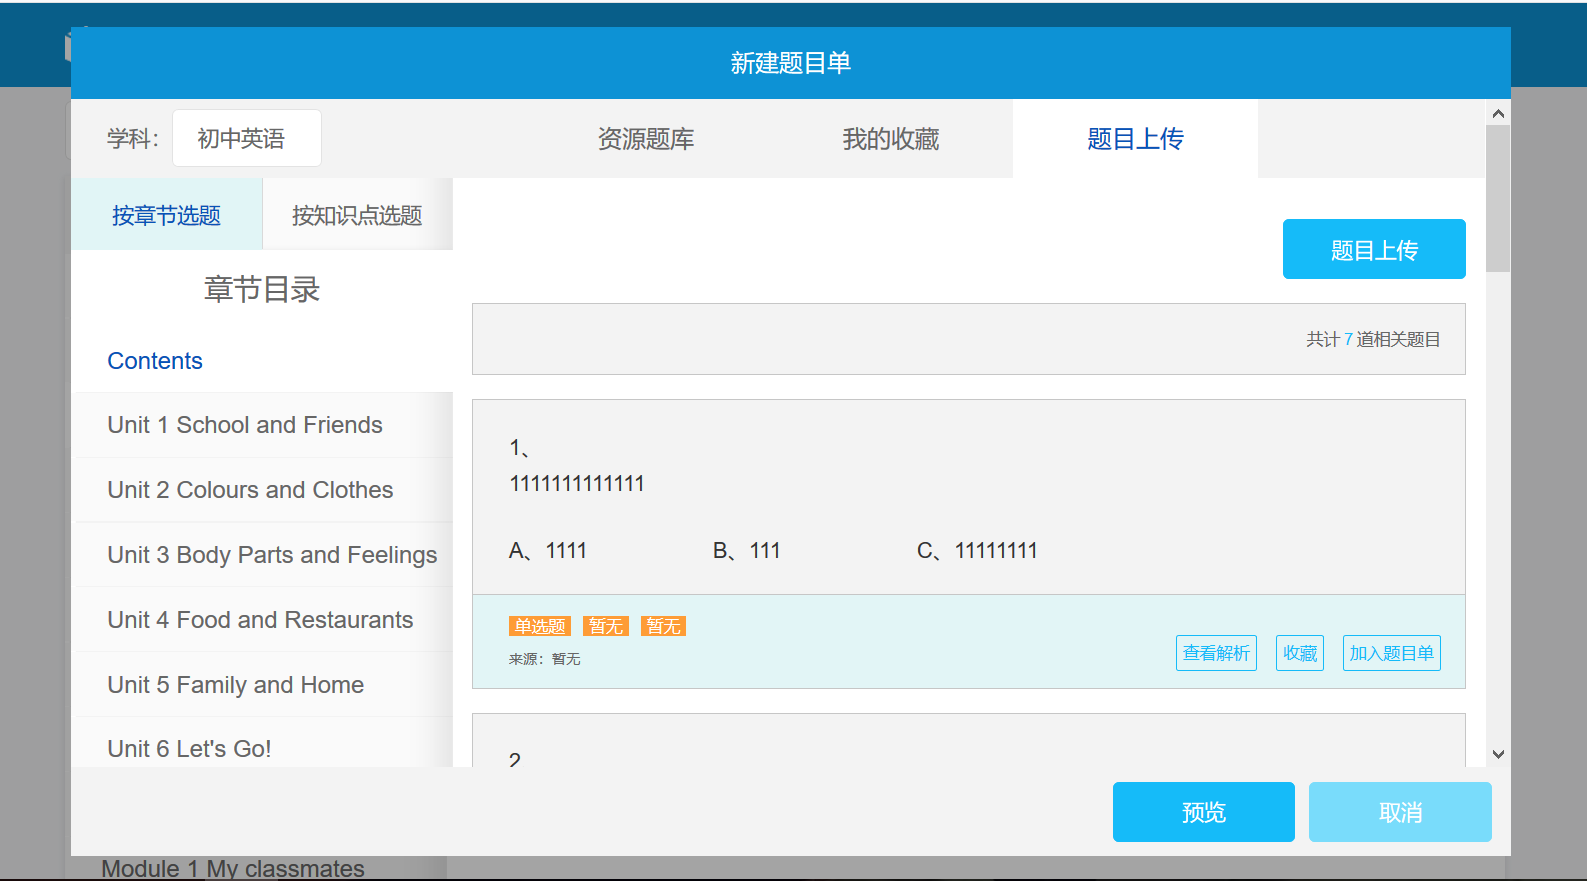 新建题目单
学科： 初中英语 资源题库 我的收藏 题目上传
按章节选题 按知识点选题
题目上传
章节目录
共计 7 道相关题目
Contents
Unit 1 School and Friends
Unit 2 Colours and Clothes
Unit 3 Body Parts and Feelings
Unit 4 Food and Restaurants
Unit 5 Family and Home
Unit 6 Let's Go!
1、
1111111111111
A、1111 B、111 C、11111111
单选题 暂无 暂无
来源：暂无
查看解析 收藏 加入题目单
2
预览 取消
Module 1 My classmates